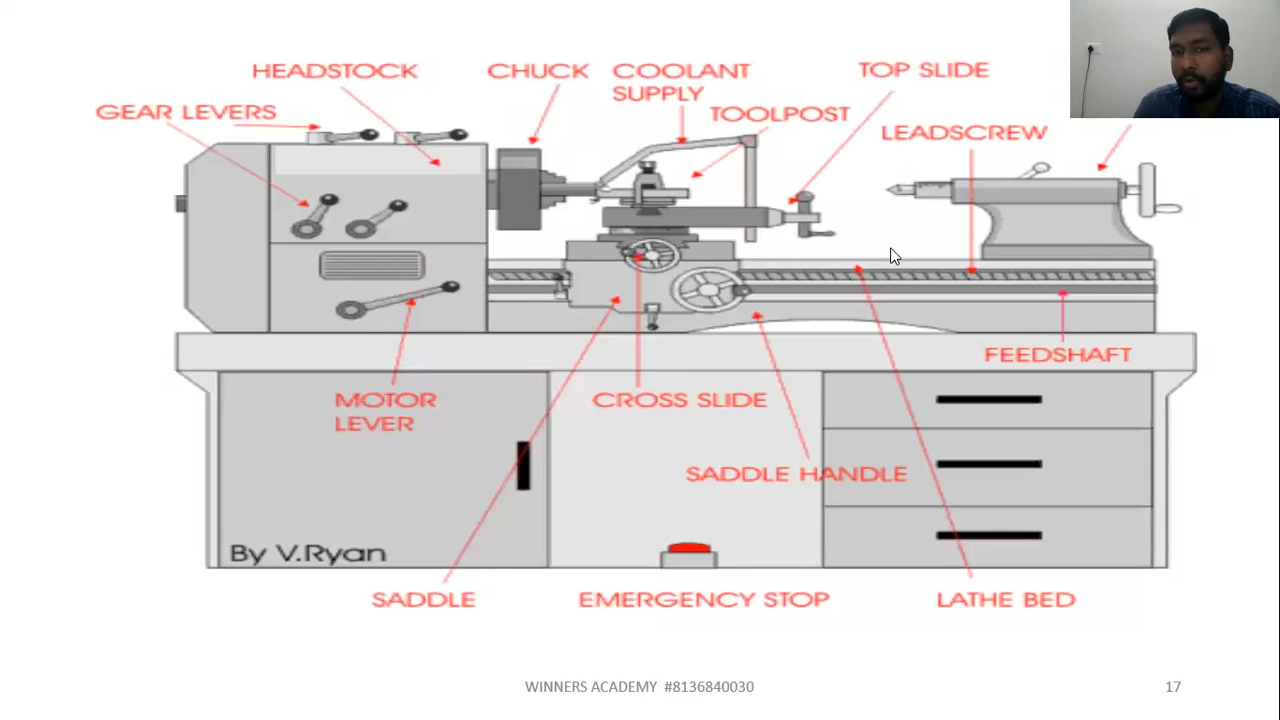 HEADSTOCK
CHUCK
COOLANT
SUPPLY
TOP SLIDE
GEAR LEVERS
TOOLPOST
LEADSCREW
FEEDSHAFT
MOTOR
LEVER
CROSS SLIDE
SADDLE HANDLE
By V.Ryan
SADDLE
EMERGENCY STOP
LATHE BED
WINNERS ACADEMY #8136840030
17